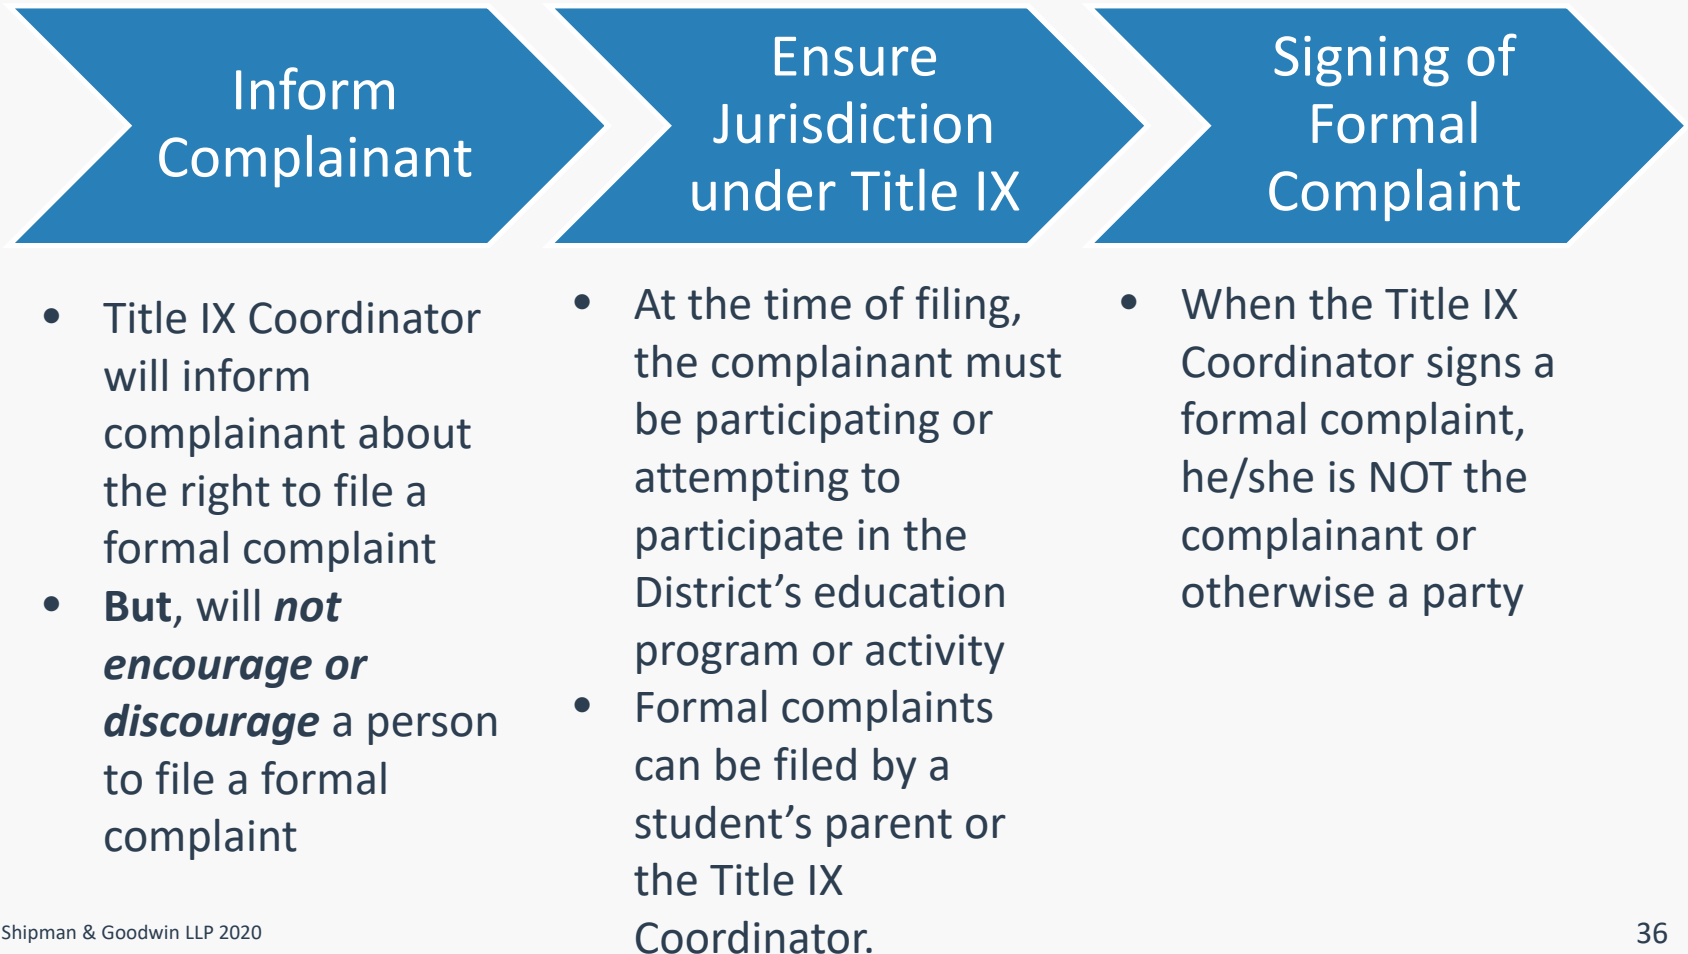 Inform
Complainant
Ensure
Jurisdiction
under Title IX
Signing of
Formal
Complaint
• Title IX Coordinator
will inform
complainant about
the right to file a
formal complaint
• But, will not
encourage or
discourage a person
to file a formal
complaint
• At the time of filing,
the complainant must
be participating or
attempting to
participate in the
District’s education
program or activity
• Formal complaints
can be filed by a
student’s parent or
the Title IX
Coordinator.
• When the Title IX
Coordinator signs a
formal complaint,
he/she is NOT the
complainant or
otherwise a party
Shipman & Goodwin LLP 2020
36